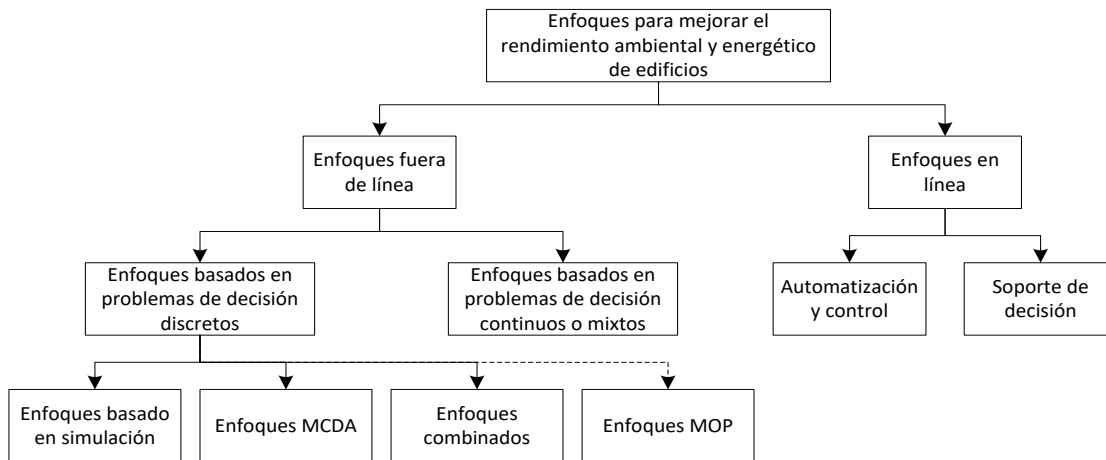 Enfoques para mejorar el
rendimiento ambiental y energético
de edificios
Enfoques fuera
de línea
Enfoques en
línea
Enfoques basados en
problemas de decisión
discretos
Enfoques basados en
problemas de decisión
continuos o mixtos
Automatización
y control
Soporte de
decisión
Enfoques basado
en simulación
Enfoques MCDA
Enfoques
combinados
Enfoques MOP